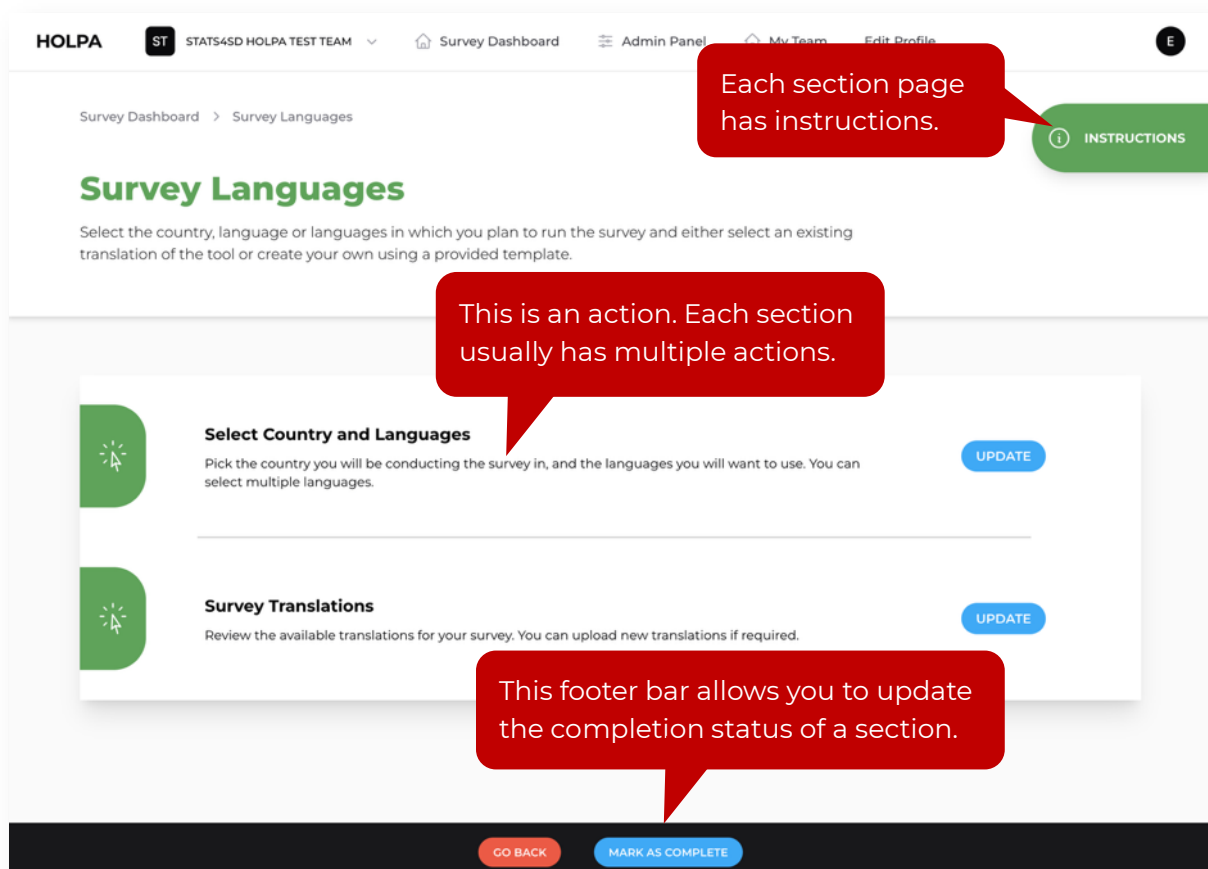 HOLPA
ST
STATS4SD HOLPA TEST TEAM
Survey Dashboard
Admin Panel
My Team
Edit Profile
E
Each section page
has instructions.
Survey Dashboard > Survey Languages
INSTRUCTIONS
Survey Languages
Select the country, language or languages in which you plan to run the survey and either select an existing
translation of the tool or create your own using a provided template.
This is an action. Each section
usually has multiple actions.
Select Country and Languages
Pick the country you will be conducting the survey in, and the languages you will want to use. You can
select multiple languages.
UPDATE
Survey Translations
Review the available translations for your survey. You can upload new translations if required.
UPDATE
This footer bar allows you to update
the completion status of a section.
GO BACK
MARK AS COMPLETE